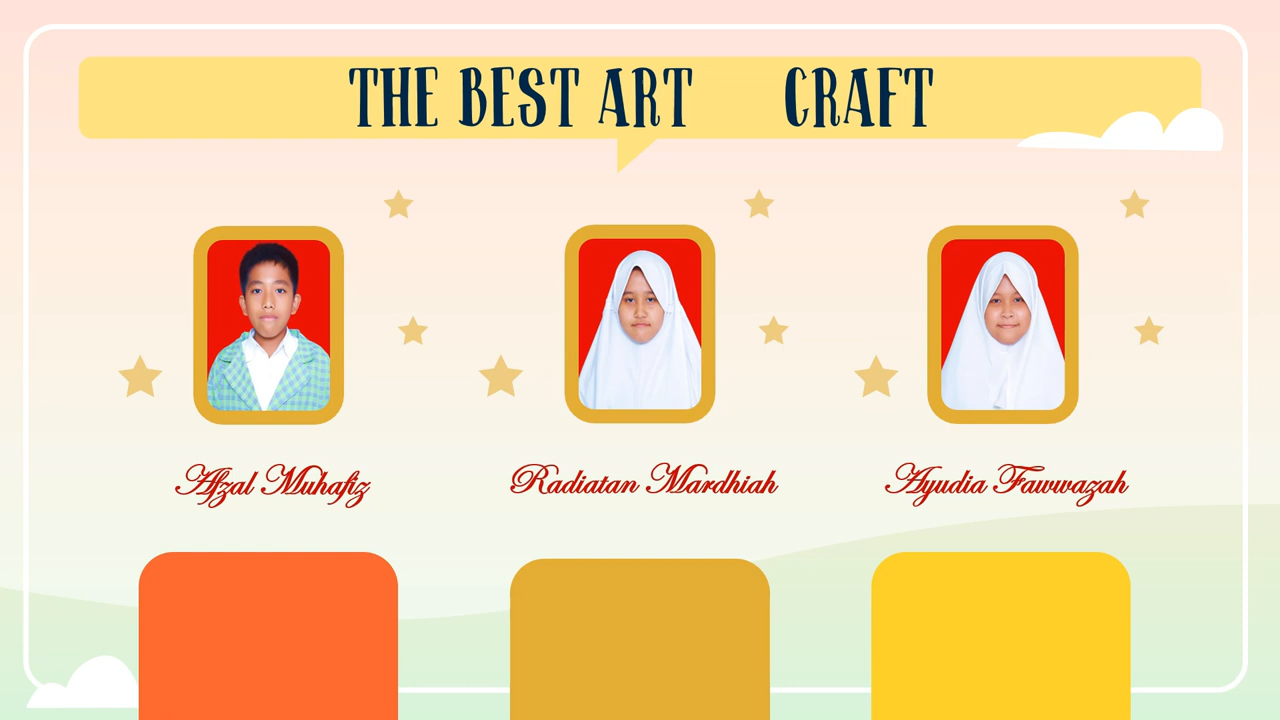 THE BEST ART CRAFT
Afzal Muhafiz
Radiatan Mardhiah
Ayudia Fawwazah